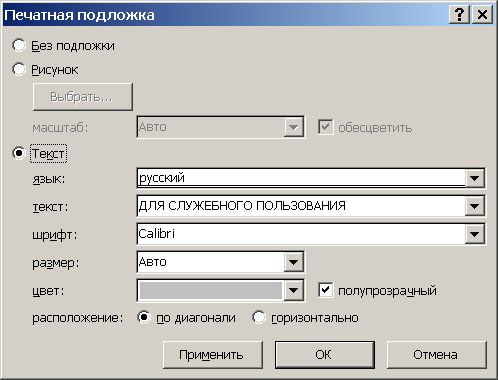 Печатная подложка
Без подложки
Рисунок
Выбрать...
масштаб: Авто обесцветить
Текст
язык: русский
текст: ДЛЯ СЛУЖЕБНОГО ПОЛЬЗОВАНИЯ
шрифт: Calibri
размер: Авто
цвет: полупрозрачный
расположение: по диагонали горизонтально
Применить ОК Отмена